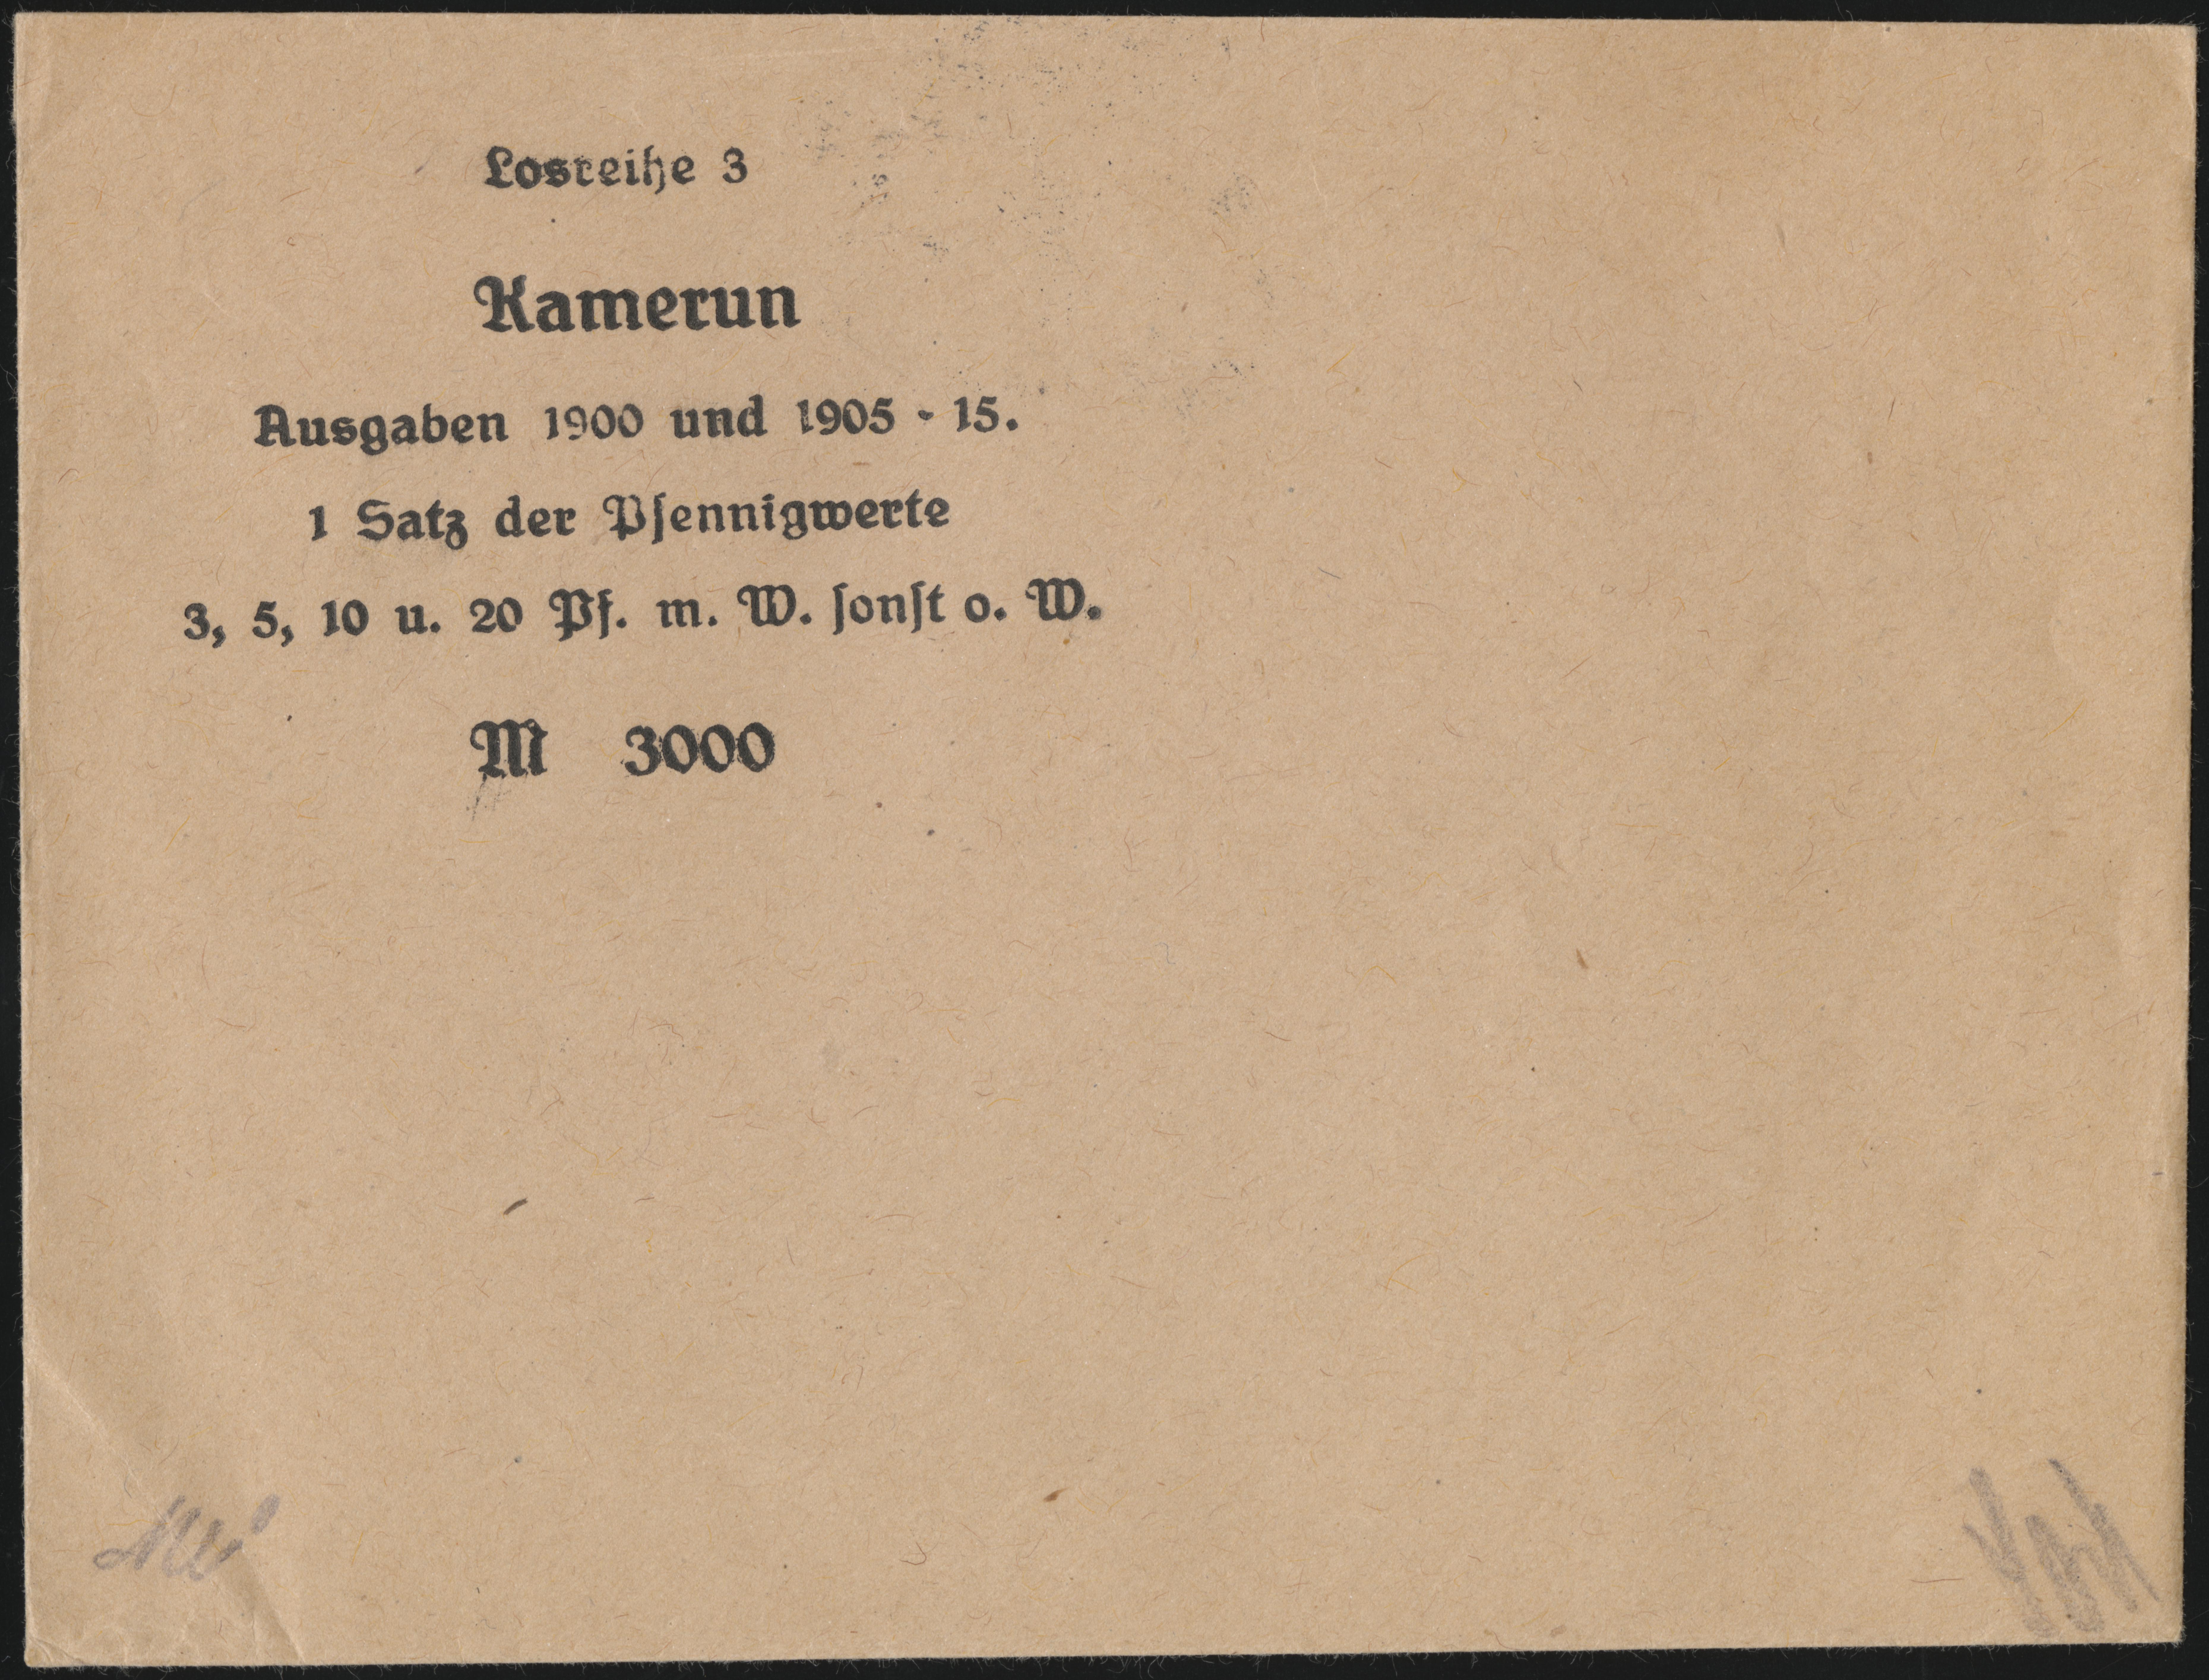 Losreihe 3
Kamerun
Ausgaben 1900 und 1905 - 15.
1 Satz der Pfennigwerte
3, 5, 10 u. 20 Pf. m. W. sonst o. W.
M 3000